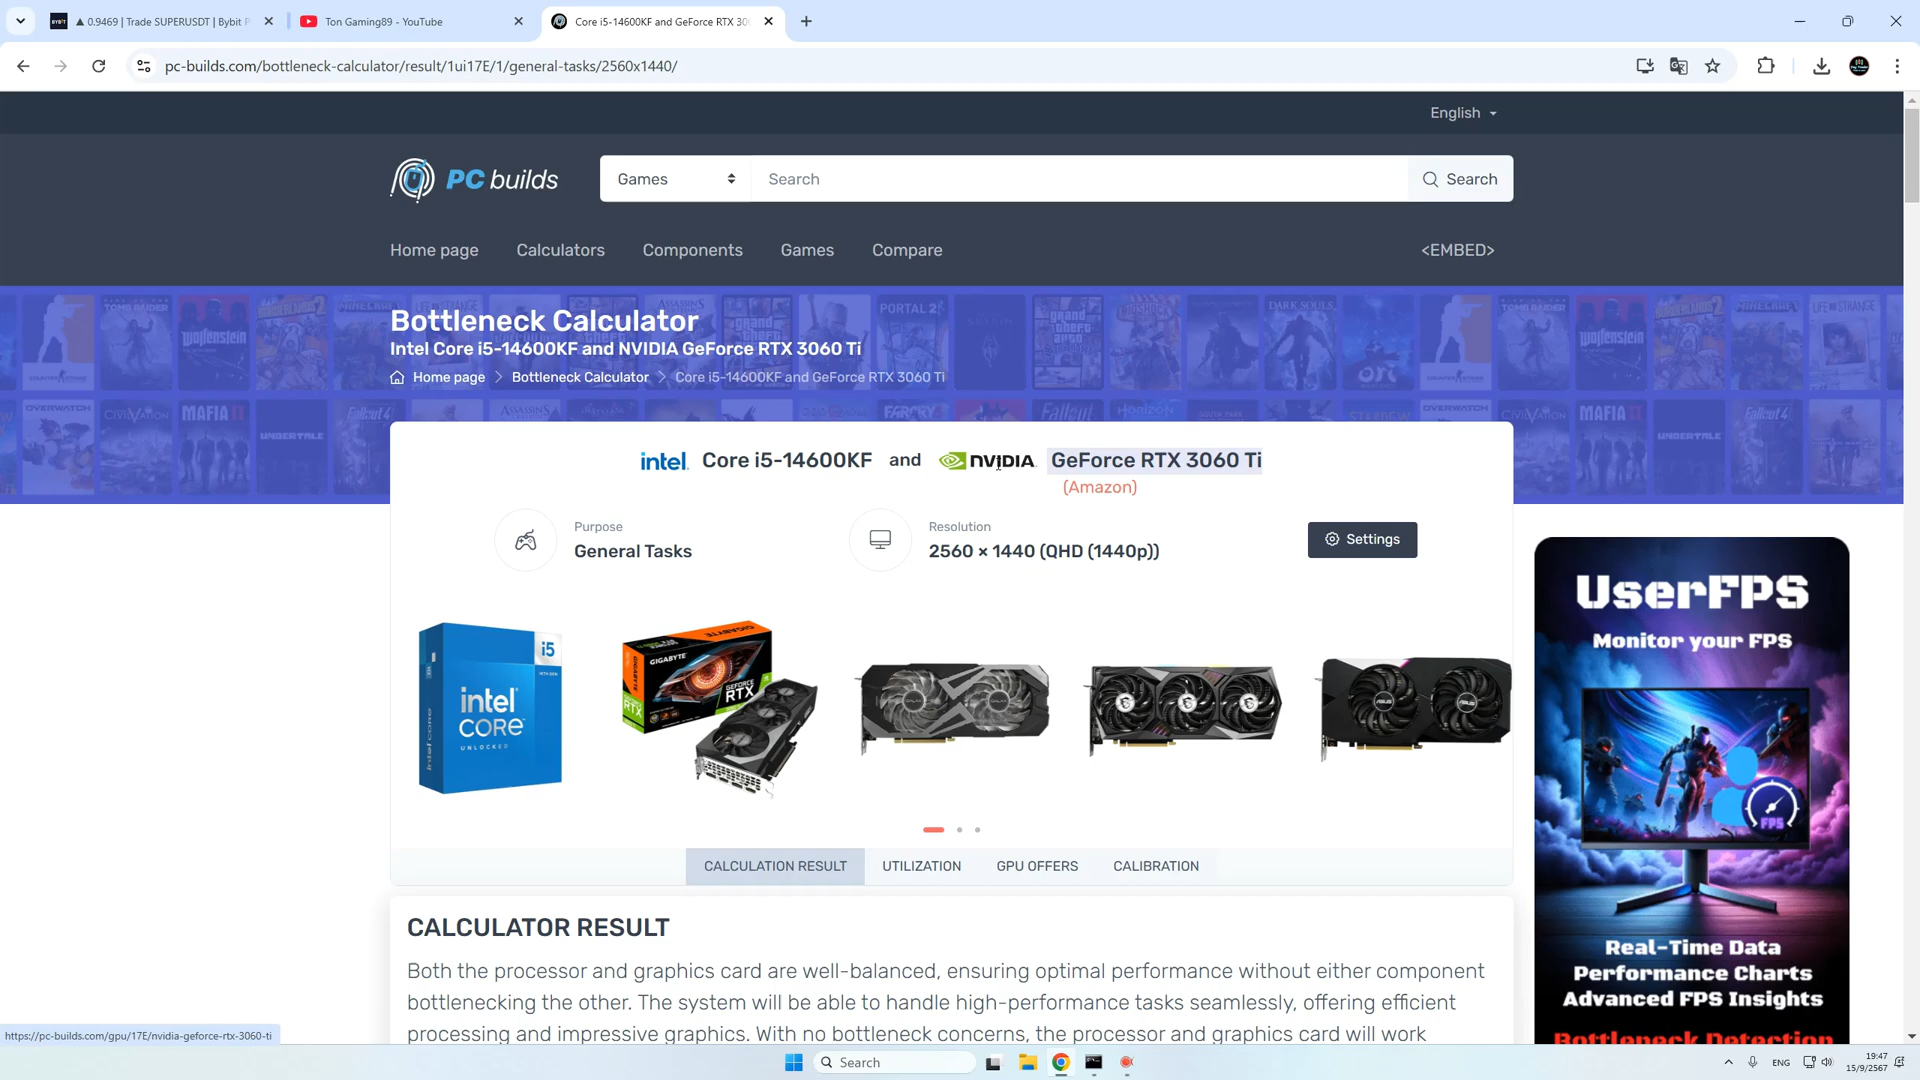 ▲ 0.9469 | Trade SUPERUSDT | Bybit P
Ton Gaming89 - YouTube
Core i5-14600KF and GeForce RTX 30
pc-builds.com/bottleneck-calculator/result/1ui17E/1/general-tasks/2560x1440/
English
PC builds
Games
Search
Search
Home page
Calculators
Components
Games
Compare
<EMBED>
Bottleneck Calculator
Intel Core i5-14600KF and NVIDIA GeForce RTX 3060 Ti
Home page
Bottleneck Calculator
Core i5-14600KF and GeForce RTX 3060 Ti
intel. Core i5-14600KF and NVIDIA. GeForce RTX 3060 Ti
(Amazon)
Purpose
General Tasks
Resolution
2560 × 1440 (QHD (1440p))
Settings
i5
intel
CORE
UNLOCKED
GIGABYTE
GEFORCE
RTX
CALCULATION RESULT
UTILIZATION
GPU OFFERS
CALIBRATION
CALCULATOR RESULT
Both the processor and graphics card are well-balanced, ensuring optimal performance without either component
bottlenecking the other. The system will be able to handle high-performance tasks seamlessly, offering efficient
processing and impressive graphics. With no bottleneck concerns, the processor and graphics card will work
UserFPS
Monitor your FPS
FPS
Real-Time Data
Performance Charts
Advanced FPS Insights
Bottleneck Detection
https://pc-builds.com/gpu/17E/nvidia-geforce-rtx-3060-ti
Search
ENG
19:47
15/9/2567